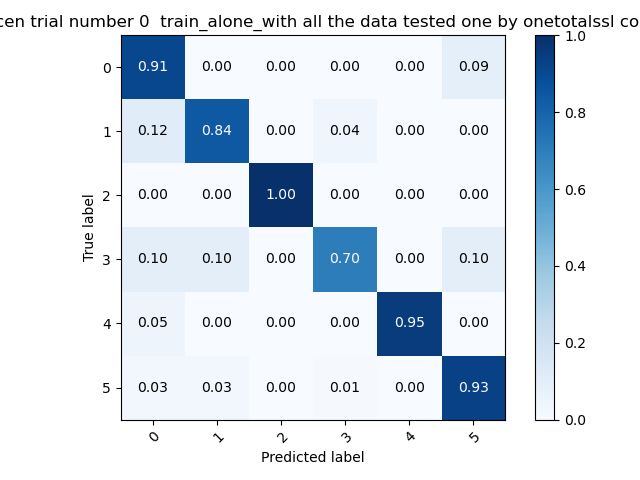 cen trial number 0 train_alone_with all the data tested one by onetotalssl co
0 0.91 0.00 0.00 0.00 0.00 0.09
1 0.12 0.84 0.00 0.04 0.00 0.00
2 0.00 0.00 1.00 0.00 0.00 0.00
3 0.10 0.10 0.00 0.70 0.00 0.10
4 0.05 0.00 0.00 0.00 0.95 0.00
5 0.03 0.03 0.00 0.01 0.00 0.93
0 1 2 3 4 5
True label
Predicted label
1.0
0.8
0.6
0.4
0.2
0.0